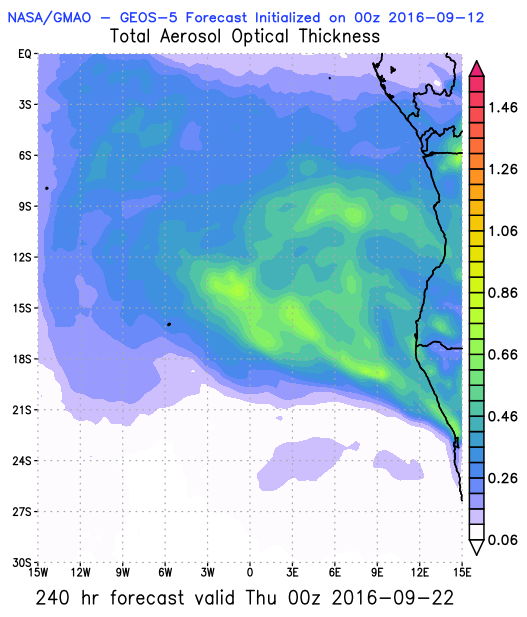 NASA/GMAO - GEOS-5 Forecast Initialized on 00z 2016-09-12
Total Aerosol Optical Thickness
EQ
3S
6S
9S
12S
15S
18S
21S
24S
27S
30S
15W 12W 9W 6W 3W 0 3E 6E 9E 12E 15E
1.46
1.26
1.06
0.86
0.66
0.46
0.26
0.06
240 hr forecast valid Thu 00z 2016-09-22